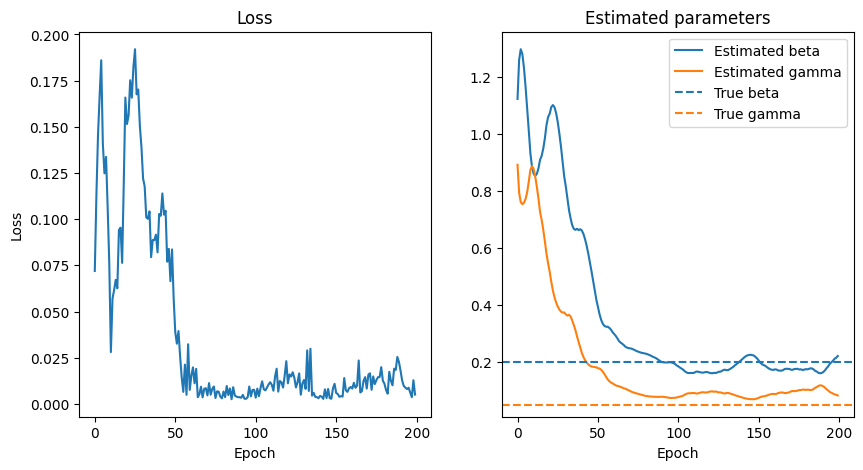 Loss
Loss
0.200
0.175
0.150
0.125
0.100
0.075
0.050
0.025
0.000
0
50
100
150
200
Epoch
Estimated parameters
1.2
1.0
0.8
0.6
0.4
0.2
0
50
100
150
200
Epoch
Estimated beta
Estimated gamma
True beta
True gamma